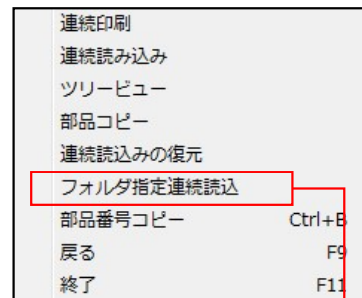 連続印刷
連続読み込み
ツリービュー
部品コピー
連続読込みの復元
フォルダ指定連続読込
部品番号コピー Ctrl+B
戻る F9
終了 F11